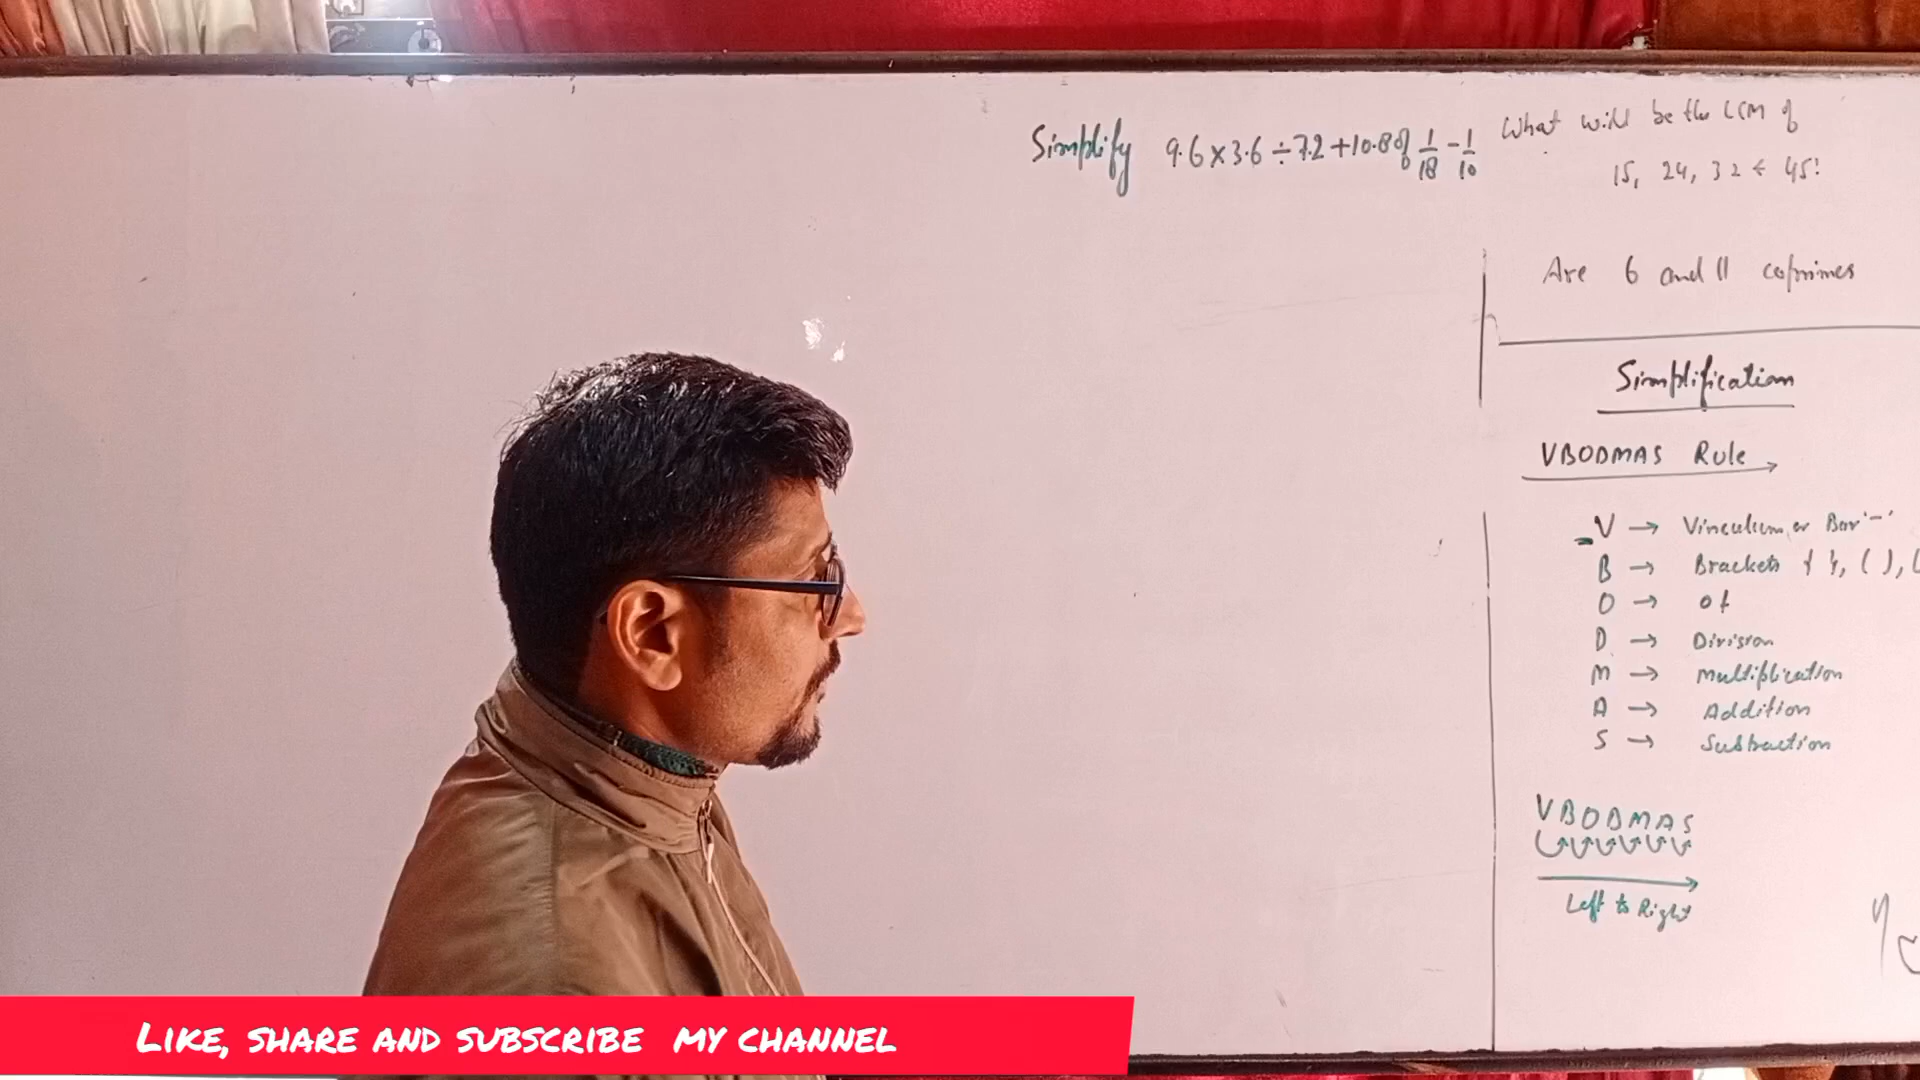 Simplify 9.6 × 3.6 ÷ 7.2 + 10.8 of 1/18 - 1/10
What will be the LCM of
15, 24, 32 & 45?
Are 6 and 11 coprimes
Simplification
VBODMAS Rule
V → Vinculum or Bar '-'
B → Brackets { }, ( ), [
O → of
D → Division
M → Multiplication
A → Addition
S → Subtraction
VBODMAS
Left to Right
LIKE, SHARE AND SUBSCRIBE MY CHANNEL